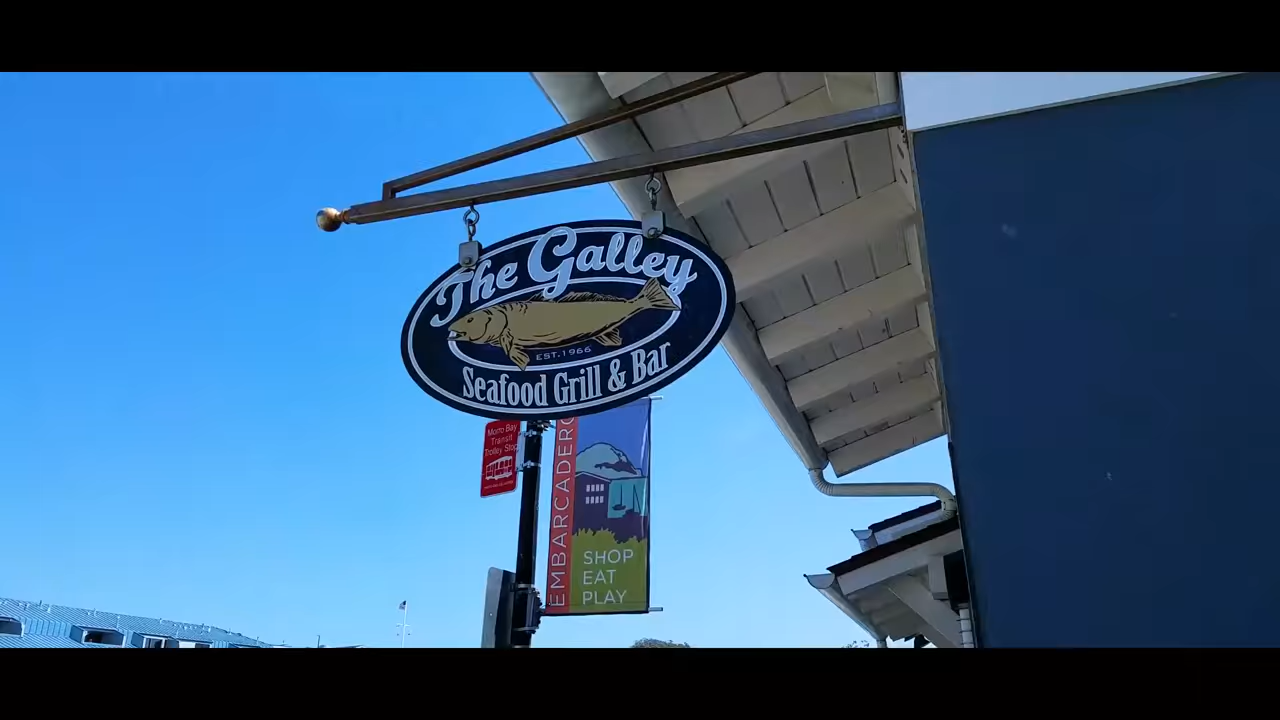 The Galley
EST. 1966
Seafood Grill & Bar
Morro Bay
Transit
Trolley Stop
EMBARCADERO
SHOP
EAT
PLAY